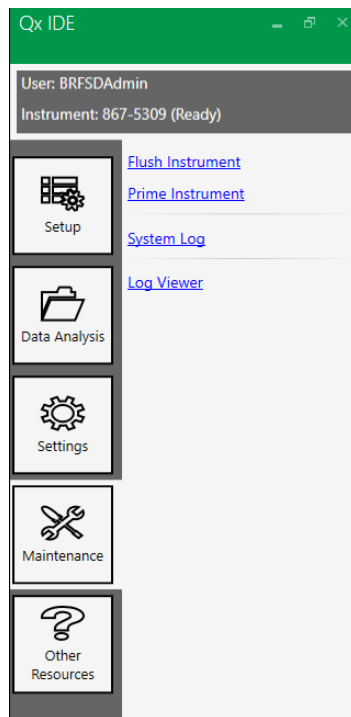 Qx IDE
User: BRFSDAdmin
Instrument: 867-5309 (Ready)
Setup
Data Analysis
Settings
Maintenance
Other
Resources
Flush Instrument
Prime Instrument
System Log
Log Viewer